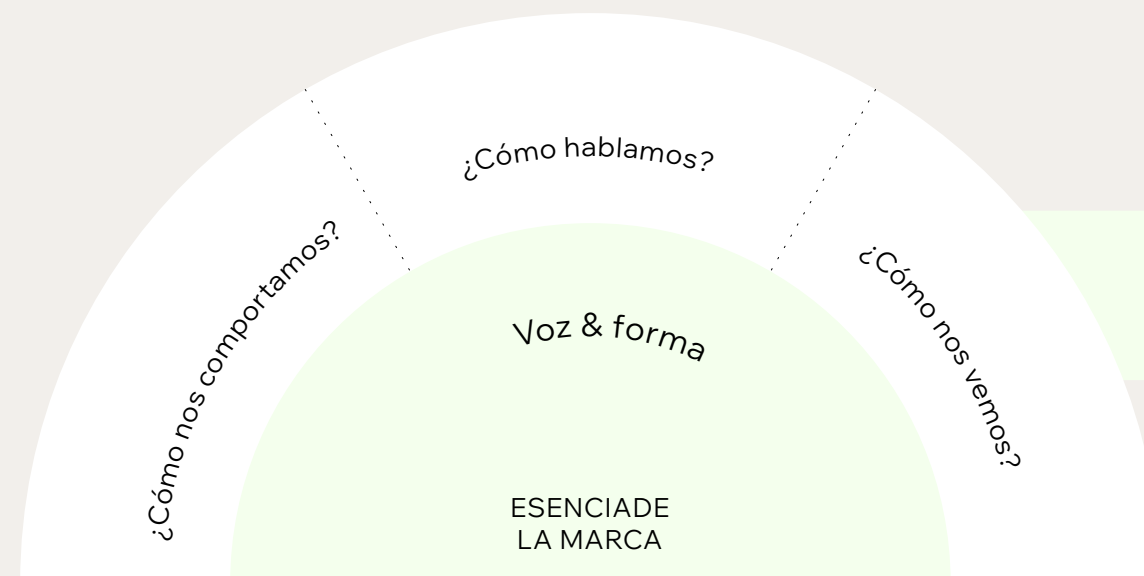 ¿Cómo hablamos?
¿Cómo nos comportamos?
¿Cómo nos vemos?
Voz & forma
ESENCIADE
LA MARCA